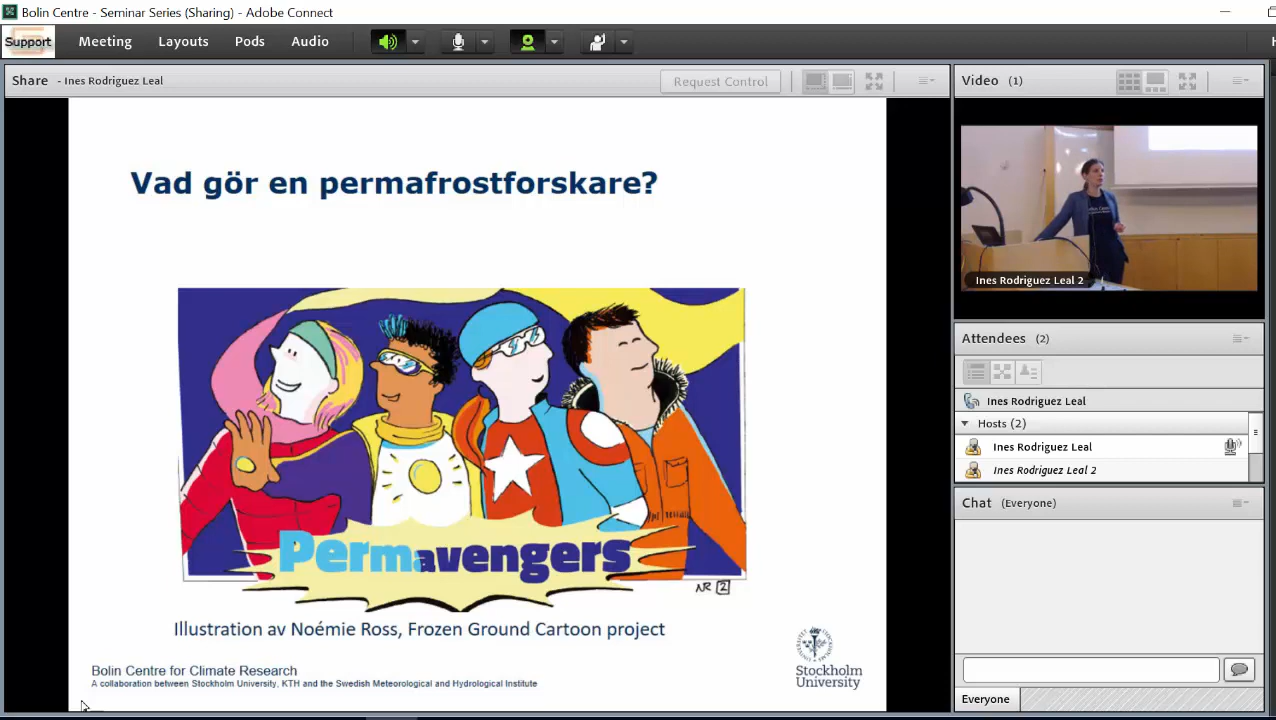 Bolin Centre - Seminar Series (Sharing) - Adobe Connect
Support
Meeting
Layouts
Pods
Audio
Share - Ines Rodriguez Leal
Request Control
Vad gör en permafrostforskare?
Permavengers
NR 2
Illustration av Noémie Ross, Frozen Ground Cartoon project
Bolin Centre for Climate Research
A collaboration between Stockholm University, KTH and the Swedish Meteorological and Hydrological Institute
Stockholm
University
Video (1)
Ines Rodriguez Leal 2
Attendees (2)
Ines Rodriguez Leal
Hosts (2)
Ines Rodriguez Leal
Ines Rodriguez Leal 2
Chat (Everyone)
Everyone